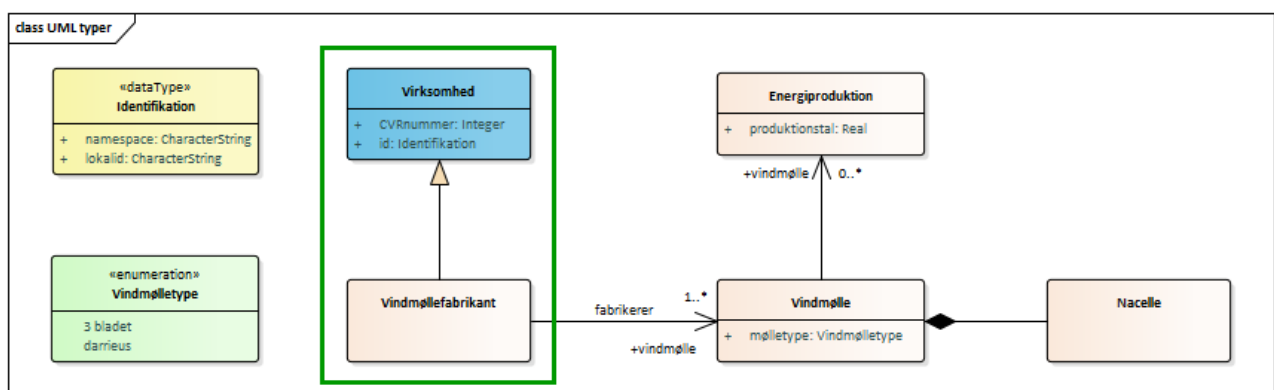 class UML typer
«dataType»
Identifikation
+ namespace: CharacterString
+ lokalid: CharacterString
Virksomhed
+ CVRnummer: Integer
+ id: Identifikation
Energiproduktion
+ produktionstal: Real
+vindmølle 0..*
«enumeration»
Vindmølletype
3 bladet
darrieus
Vindmøllefabrikant
fabrikerer
1..*
+vindmølle
Vindmølle
+ mølletype: Vindmølletype
Nacelle